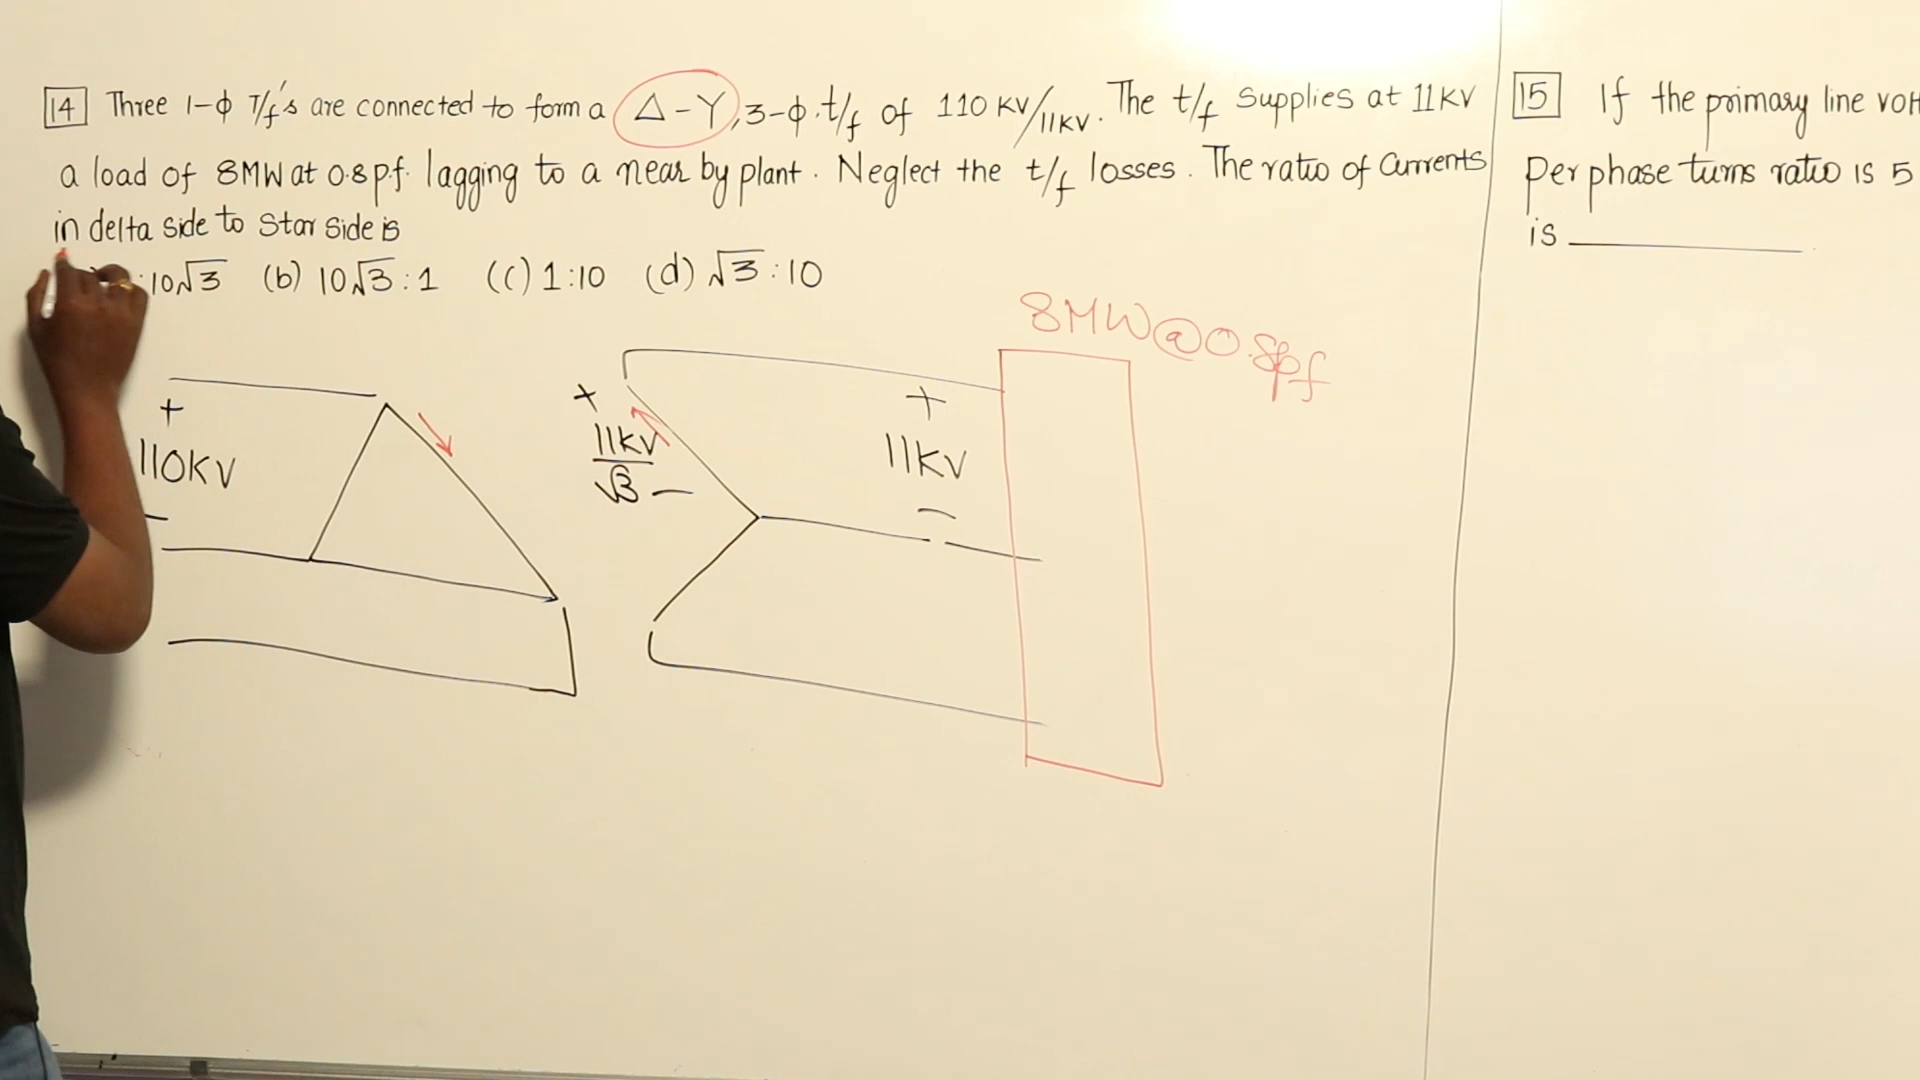 14 Three 1-ϕ T/f's are connected to form a Δ-Y, 3-ϕ t/f of 110 KV/11KV. The t/f supplies at 11KV
a load of 8MW at 0.8 p.f. lagging to a near by plant. Neglect the t/f losses. The ratio of currents
in delta side to Star side is
:10√3 (b) 10√3:1 (c) 1:10 (d) √3:10
8MW@0.8pf
+
110KV
−
+
11KV/√3 −
+
11KV
−
15 If the primary line
Per phase turns ratio is 5
is